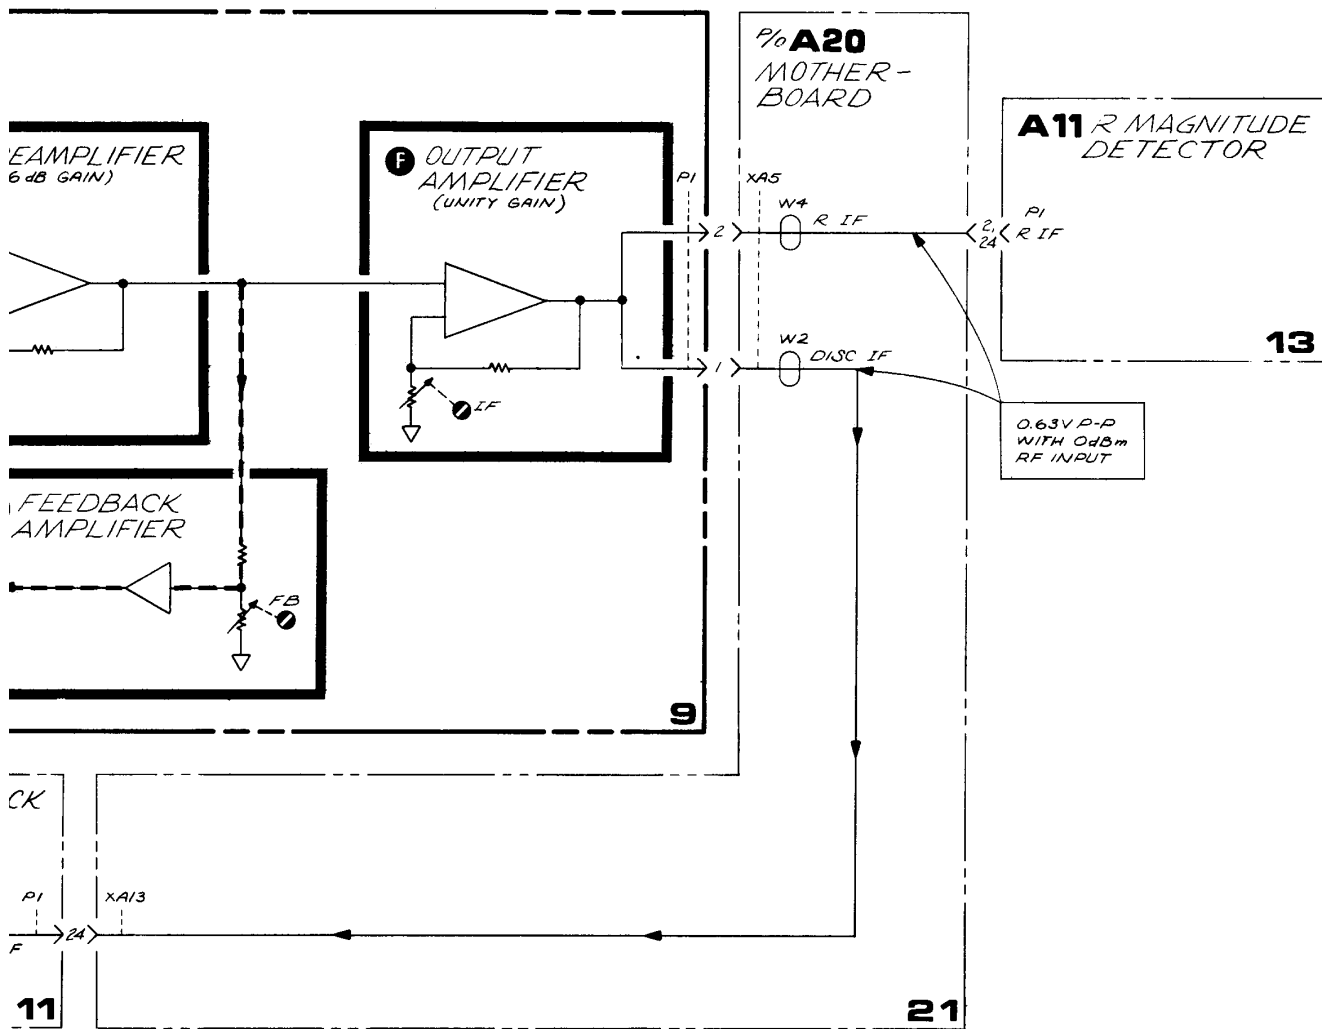 P/O A20
MOTHER-
BOARD
A11 R MAGNITUDE
DETECTOR
EAMPLIFIER
6 dB GAIN)
F OUTPUT
AMPLIFIER
(UNITY GAIN)
P1
XA5
W4
R IF
2
2,
24
P1
R IF
W2
DISC IF
1
13
IF
0.63V P-P
WITH 0dBm
RF INPUT
FEEDBACK
AMPLIFIER
FB
9
CK
P1
XA13
24
F
11
21